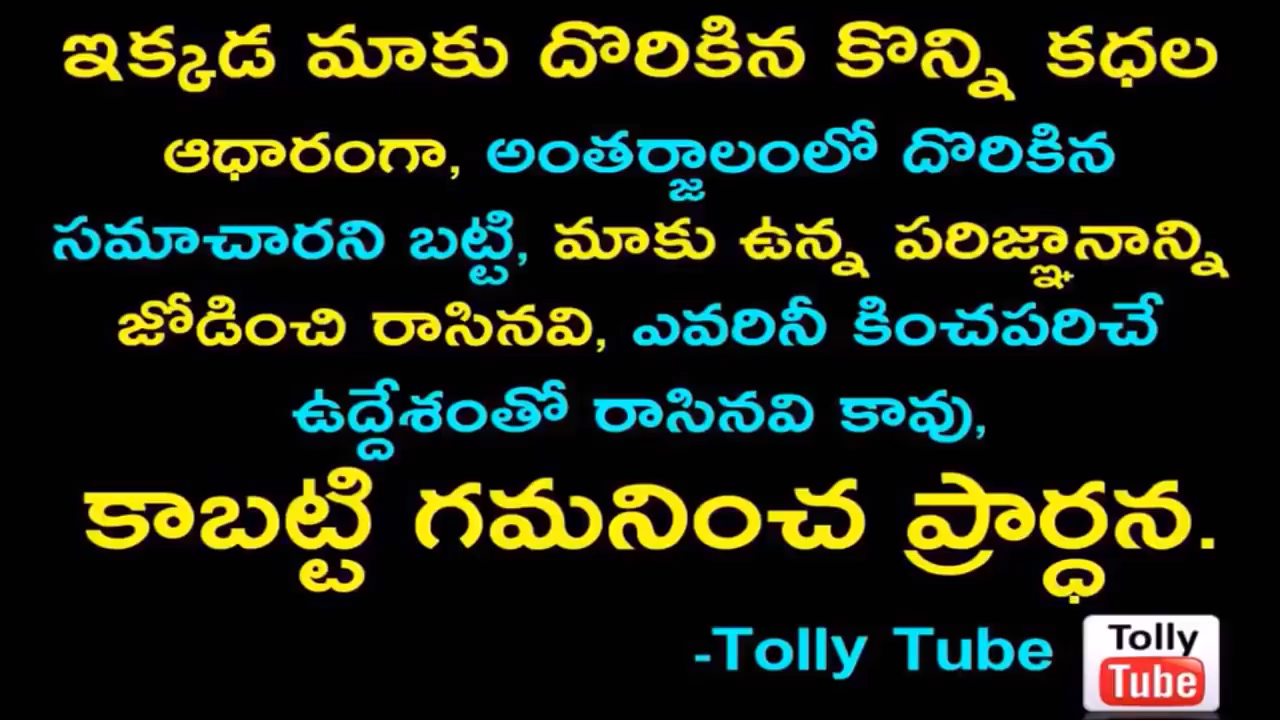 ఇక్కడ మాకు దొరికిన కొన్ని కధల
ఆధారంగా, అంతర్జాలంలో దొరికిన
సమాచారని బట్టి, మాకు ఉన్న పరిజ్ఞానాన్ని
జోడించి రాసినవి, ఎవరినీ కించపరిచే
ఉద్దేశంతో రాసినవి కావు,
కాబట్టి గమనించ ప్రార్ధన.
-Tolly Tube
Tolly
Tube